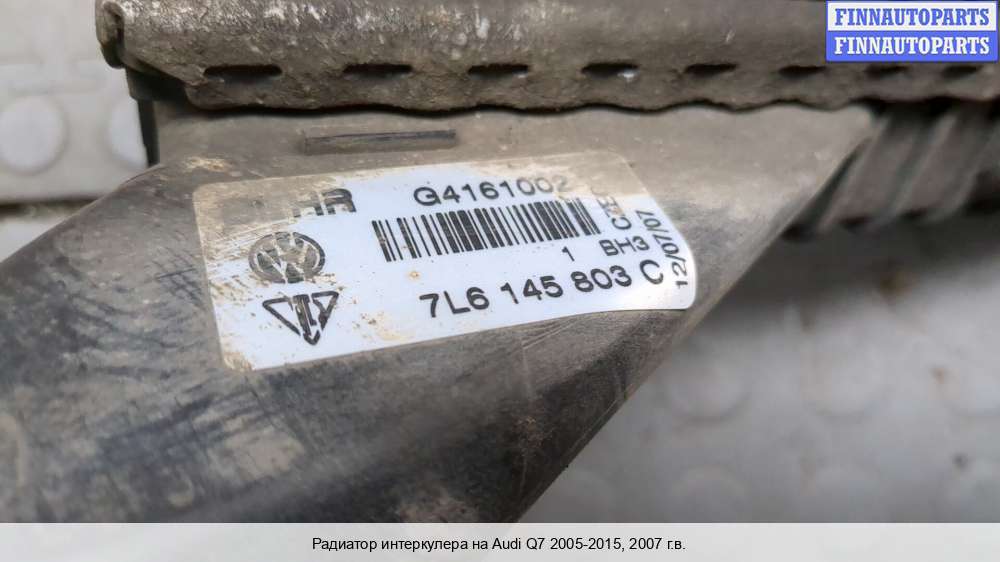 FINNAUTOPARTS
FINNAUTOPARTS
G4161002
1 BH3
7L6 145 803 C
12/07/07
Радиатор интеркулера на Audi Q7 2005-2015, 2007 г.в.